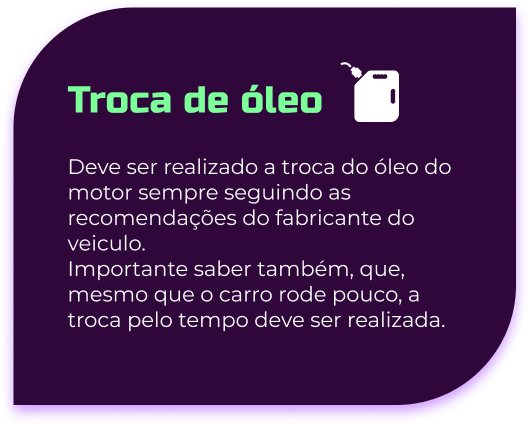 Troca de óleo
Deve ser realizado a troca do óleo do
motor sempre seguindo as
recomendações do fabricante do
veiculo.
Importante saber também, que,
mesmo que o carro rode pouco, a
troca pelo tempo deve ser realizada.